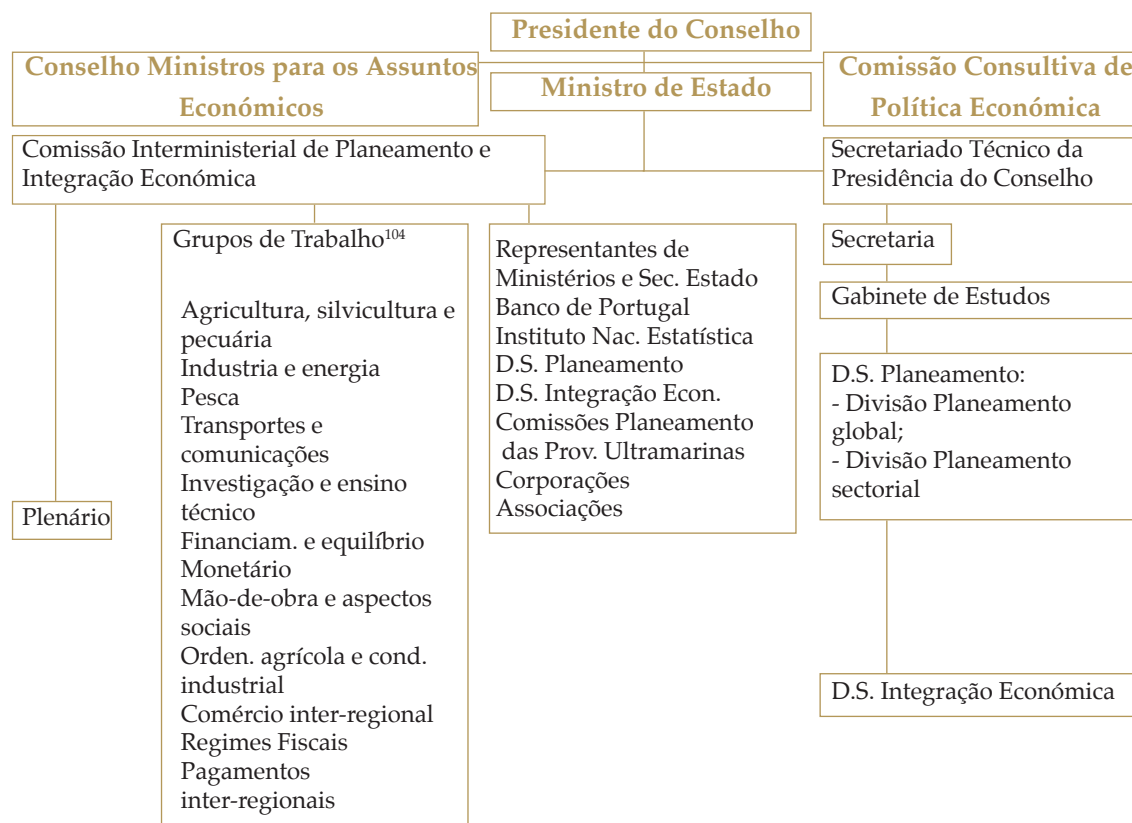 Presidente do Conselho
Conselho Ministros para os Assuntos
Económicos
Ministro de Estado
Comissão Consultiva de
Política Económica
Comissão Interministerial de Planeamento e
Integração Económica
Secretariado Técnico da
Presidência do Conselho
Plenário
Grupos de Trabalho¹⁰⁴
Agricultura, silvicultura e
pecuária
Industria e energia
Pesca
Transportes e
comunicações
Investigação e ensino
técnico
Financiam. e equilíbrio
Monetário
Mão-de-obra e aspectos
sociais
Orden. agrícola e cond.
industrial
Comércio inter-regional
Regimes Fiscais
Pagamentos
inter-regionais
Representantes de
Ministérios e Sec. Estado
Banco de Portugal
Instituto Nac. Estatística
D.S. Planeamento
D.S. Integração Econ.
Comissões Planeamento
das Prov. Ultramarinas
Corporações
Associações
Secretaria
Gabinete de Estudos
D.S. Planeamento:
- Divisão Planeamento
global;
- Divisão Planeamento
sectorial
D.S. Integração Económica